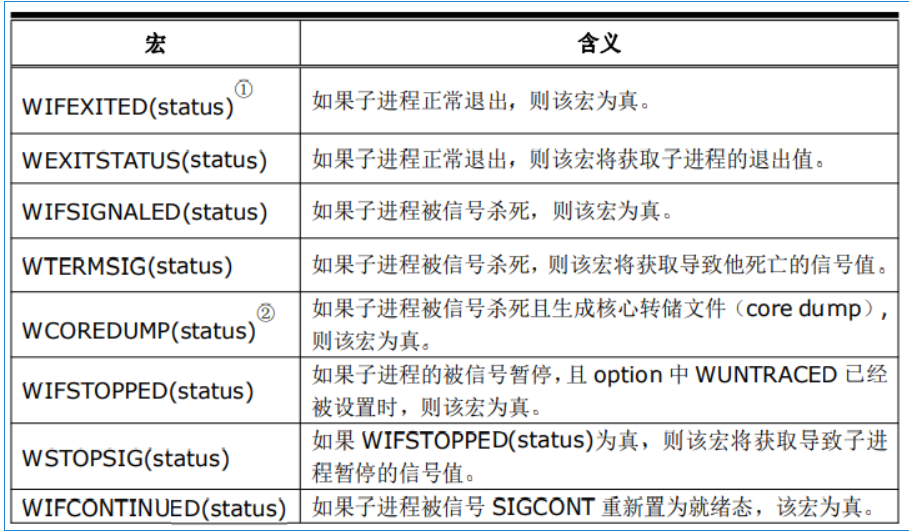 宏 含义
WIFEXITED(status)① 如果子进程正常退出，则该宏为真。
WEXITSTATUS(status) 如果子进程正常退出，则该宏将获取子进程的退出值。
WIFSIGNALED(status) 如果子进程被信号杀死，则该宏为真。
WTERMSIG(status) 如果子进程被信号杀死，则该宏将获取导致他死亡的信号值。
WCOREDUMP(status)② 如果子进程被信号杀死且生成核心转储文件（core dump），
则该宏为真。
WIFSTOPPED(status) 如果子进程的被信号暂停，且 option 中 WUNTRACED 已经
被设置时，则该宏为真。
WSTOPSIG(status) 如果 WIFSTOPPED(status)为真，则该宏将获取导致子进
程暂停的信号值。
WIFCONTINUED(status) 如果子进程被信号 SIGCONT 重新置为就绪态，该宏为真。